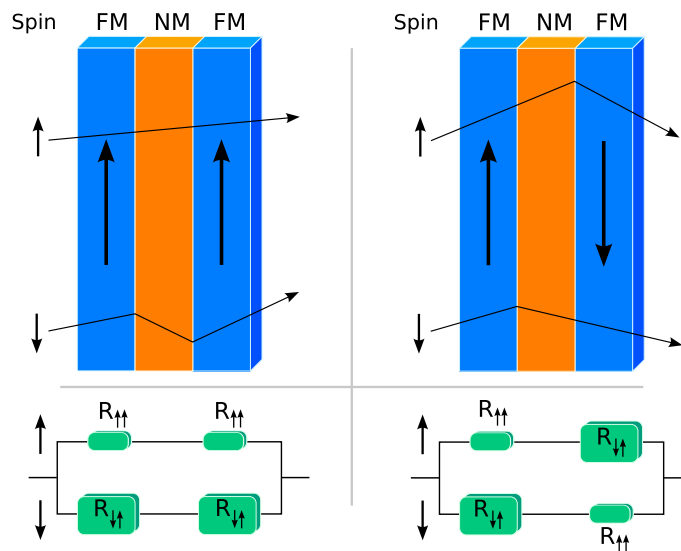 Spin FM NM FM
Spin FM NM FM
R↑↑ R↑↑
R↓↑ R↓↑
R↑↑ R↓↑
R↓↑ R↑↑